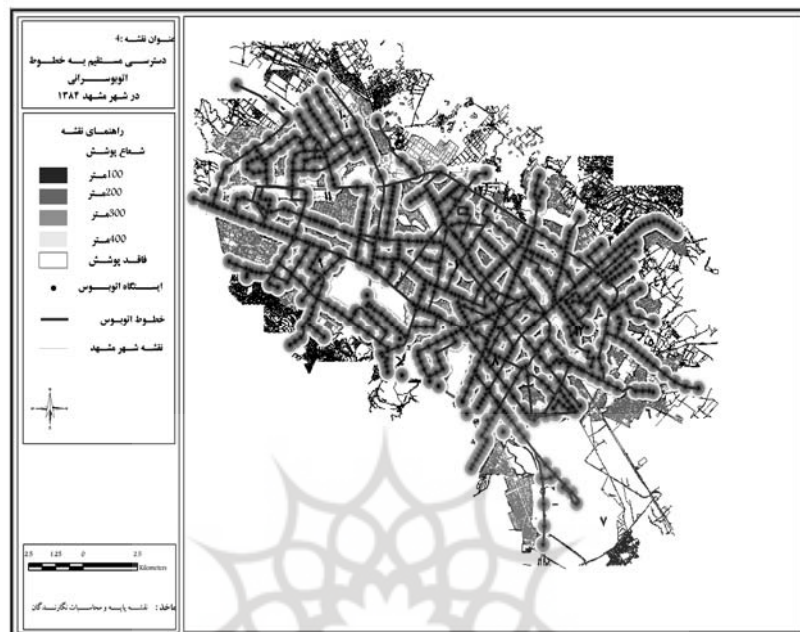 عنوان نقشه :4
دسترسی مستقیم به خطوط
اتوبوسرانی
در شهر مشهد ۱۳۸۴
راهنمای نقشه
شعاع پوشش
100متر
200متر
300متر
400متر
فاقد پوشش
ایستگاه اتوبوس
خطوط اتوبوس
نقشه شهر مشهد
2.5 1.25 0 2.5
Kilometers
ماخذ : نقشه پایه و محاسبات نگارندگان